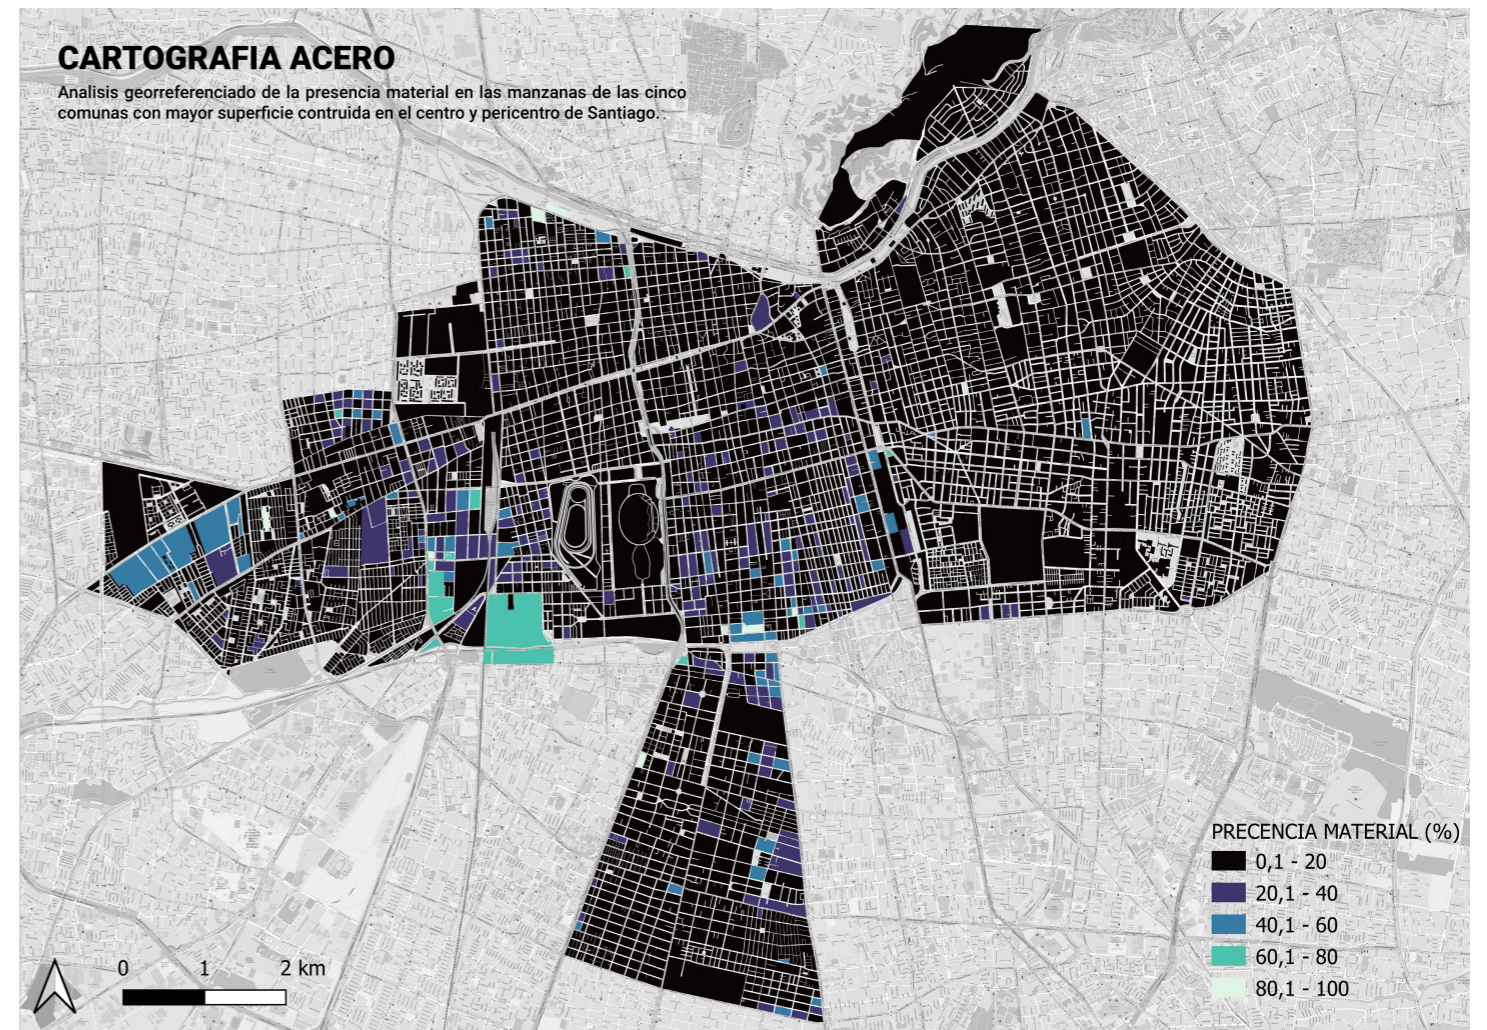 CARTOGRAFIA ACERO
Analisis georreferenciado de la presencia material en las manzanas de las cinco
comunas con mayor superficie contruida en el centro y pericentro de Santiago.
PRECENCIA MATERIAL (%)
0,1 - 20
20,1 - 40
40,1 - 60
60,1 - 80
80,1 - 100
0 1 2 km